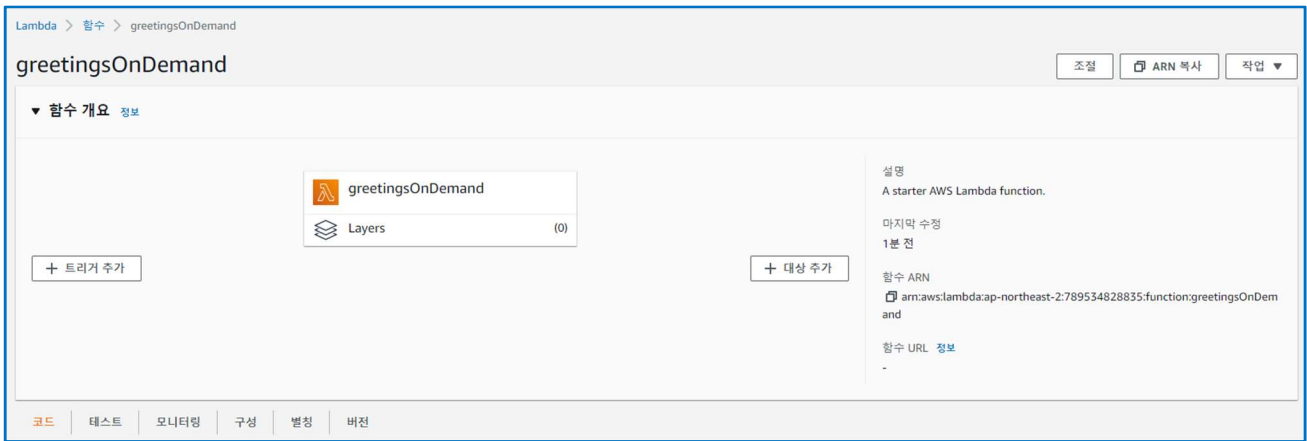 Lambda > 함수 > greetingsOnDemand
greetingsOnDemand
조절
ARN 복사
작업 ▼
▼ 함수 개요 정보
greetingsOnDemand
Layers (0)
+ 트리거 추가
+ 대상 추가
설명
A starter AWS Lambda function.
마지막 수정
1분 전
함수 ARN
arn:aws:lambda:ap-northeast-2:789534828835:function:greetingsOnDem
and
함수 URL 정보
-
코드 테스트 모니터링 구성 별칭 버전